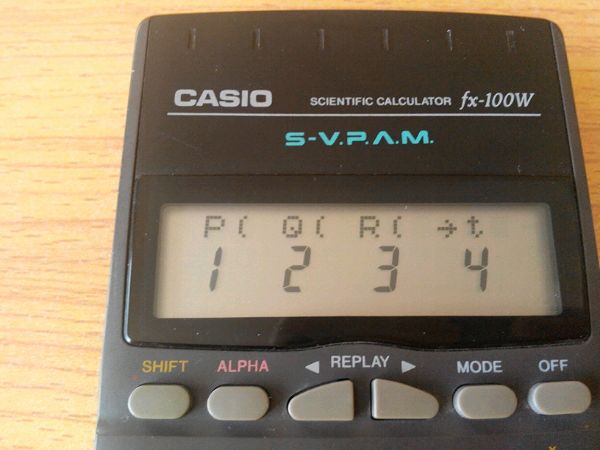 CASIO SCIENTIFIC CALCULATOR fx-100W
S-V.P.A.M.
P( Q( R( →t
1 2 3 4
SHIFT ALPHA ◀ REPLAY ▶ MODE OFF